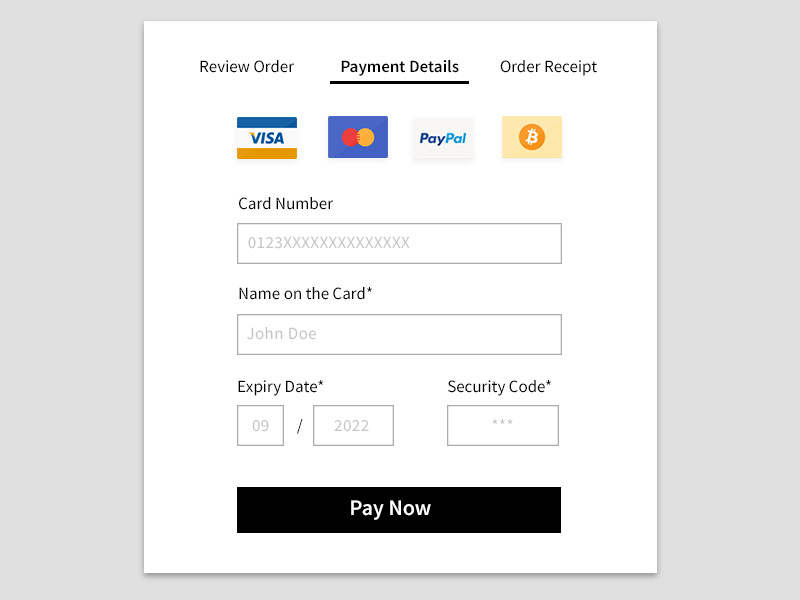 Review Order Payment Details Order Receipt
VISA PayPal
Card Number
0123XXXXXXXXXXXXXX
Name on the Card*
John Doe
Expiry Date* Security Code*
09 / 2022 ***
Pay Now